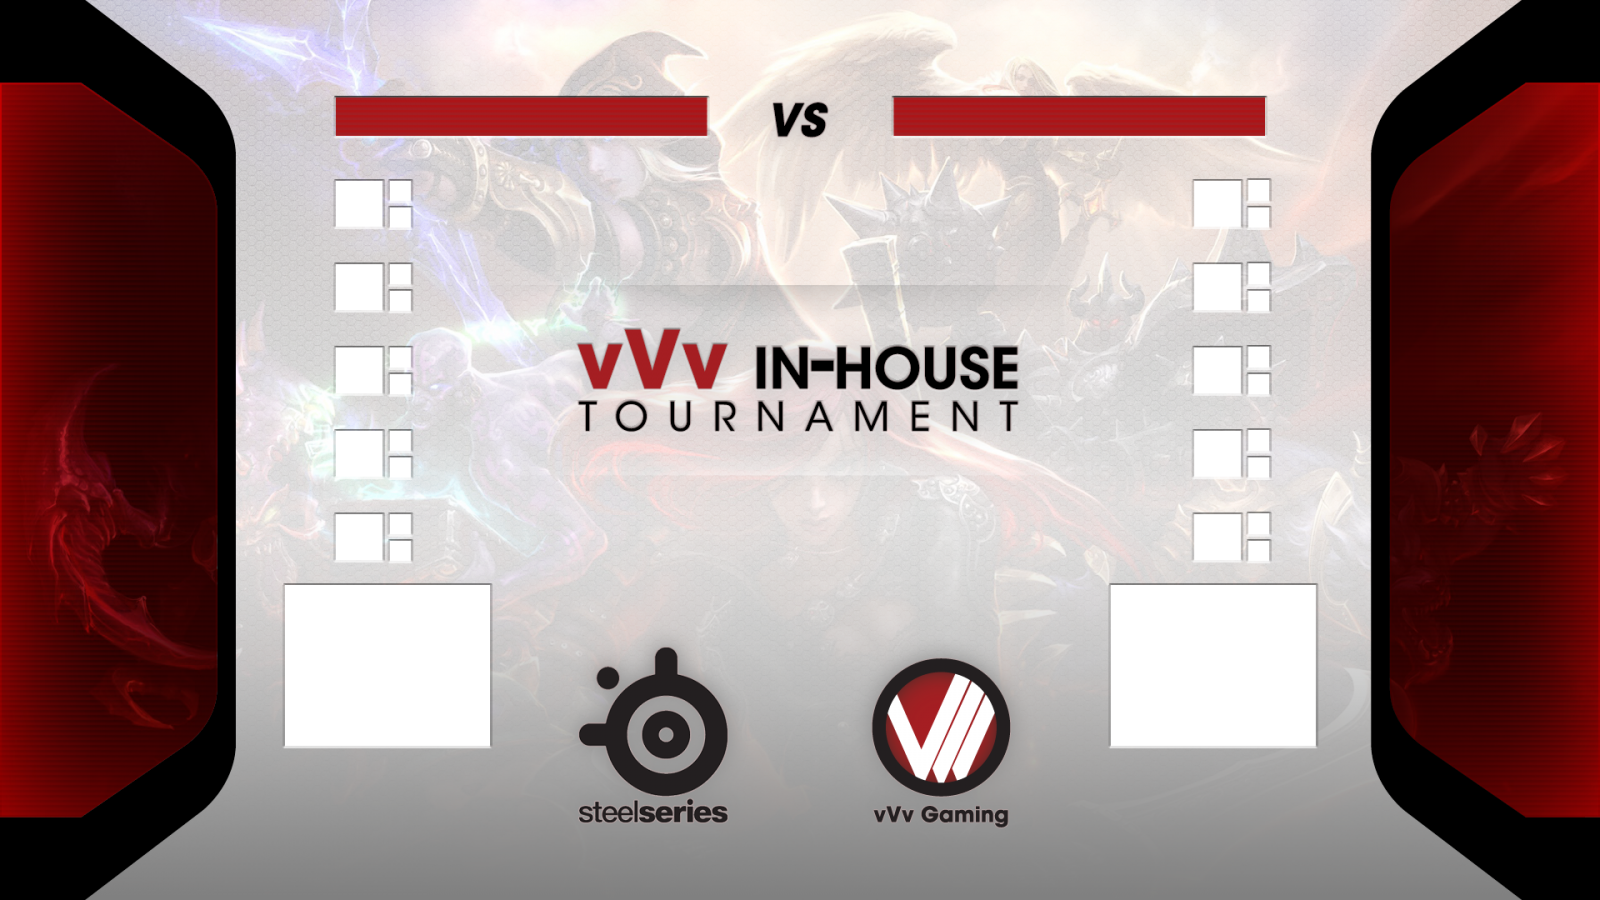 VS
vVv IN-HOUSE
TOURNAMENT
steelseries
vVv Gaming